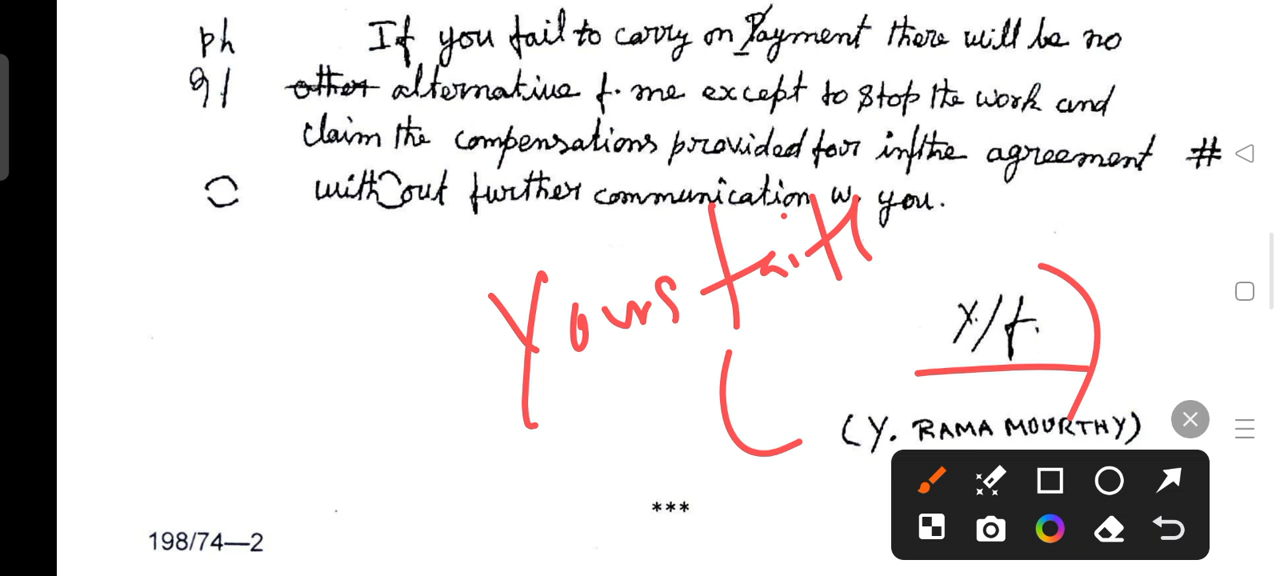 ph If you fail to carry on Payment there will be no
91 other alternative f. me except to stop the work and
claim the compensations provided for in/the agreement #
without further communication w. you.
Yours faith
Y/f.
(Y. RAMA MOURTHY)
***
198/74—2